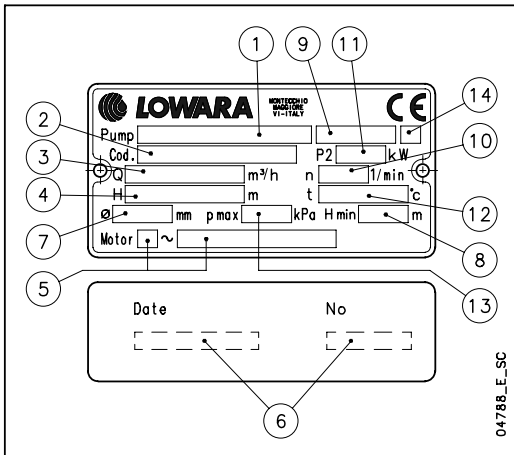 1 9 11
LOWARA MONTECCHIO MAGGIORE VI-ITALY CE 14
2 Pump 10
Cod. P2 kW
3 Q m³/h n 1/min
4 H m t °c 12
Ø mm p max kPa H min m
7 8
Motor ~
5 13
Date No
6
04788_E_SC